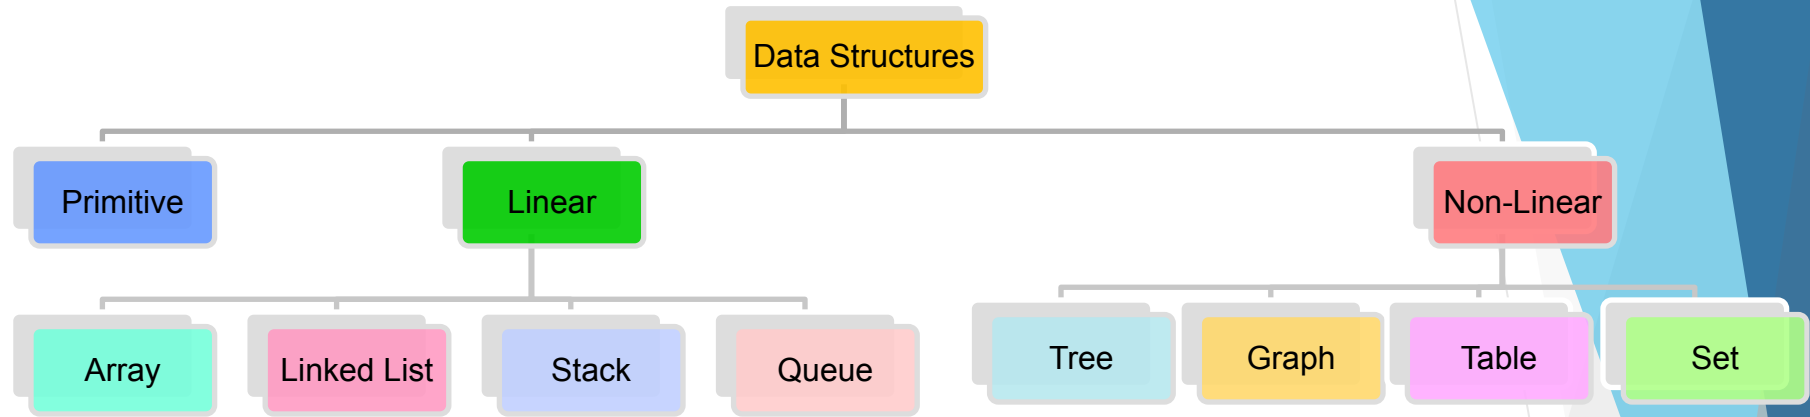 Data Structures
Primitive
Linear
Non-Linear
Array
Linked List
Stack
Queue
Tree
Graph
Table
Set